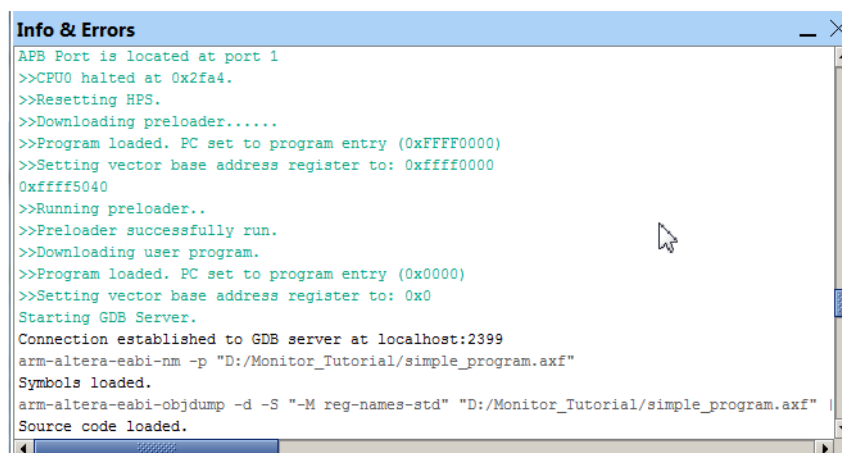 Info & Errors
APB Port is located at port 1
>>CPU0 halted at 0x2fa4.
>>Resetting HPS.
>>Downloading preloader......
>>Program loaded. PC set to program entry (0xFFFF0000)
>>Setting vector base address register to: 0xffff0000
0xffff5040
>>Running preloader..
>>Preloader successfully run.
>>Downloading user program.
>>Program loaded. PC set to program entry (0x0000)
>>Setting vector base address register to: 0x0
Starting GDB Server.
Connection established to GDB server at localhost:2399
arm-altera-eabi-nm -p "D:/Monitor_Tutorial/simple_program.axf"
Symbols loaded.
arm-altera-eabi-objdump -d -S "-M reg-names-std" "D:/Monitor_Tutorial/simple_program.axf" |
Source code loaded.